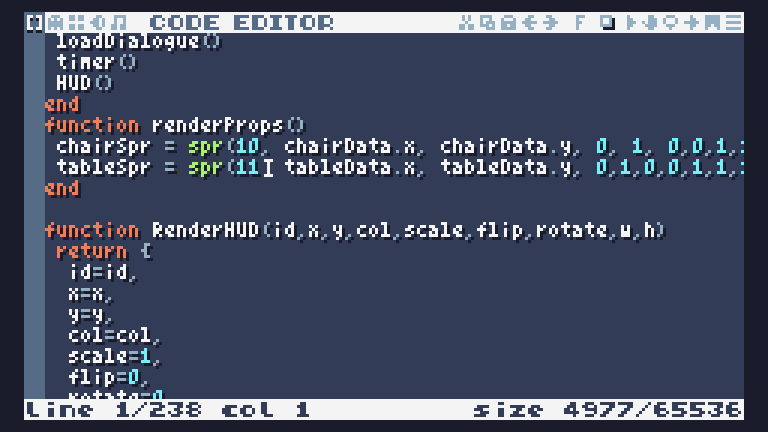 CODE EDITOR
F
loadDialogue()
timer()
HUD()
end
function renderProps()
chairSpr = spr(10, chairData.x, chairData.y, 0, 1, 0,0,1,
tableSpr = spr(11, tableData.x, tableData.y, 0,1,0,0,1,1,
end
function RenderHUD(id,x,y,col,scale,flip,rotate,w,h)
return {
id=id,
x=x,
y=y,
col=col,
scale=1,
flip=0,
rotate=0
line 1/238 col 1
size 4977/65536